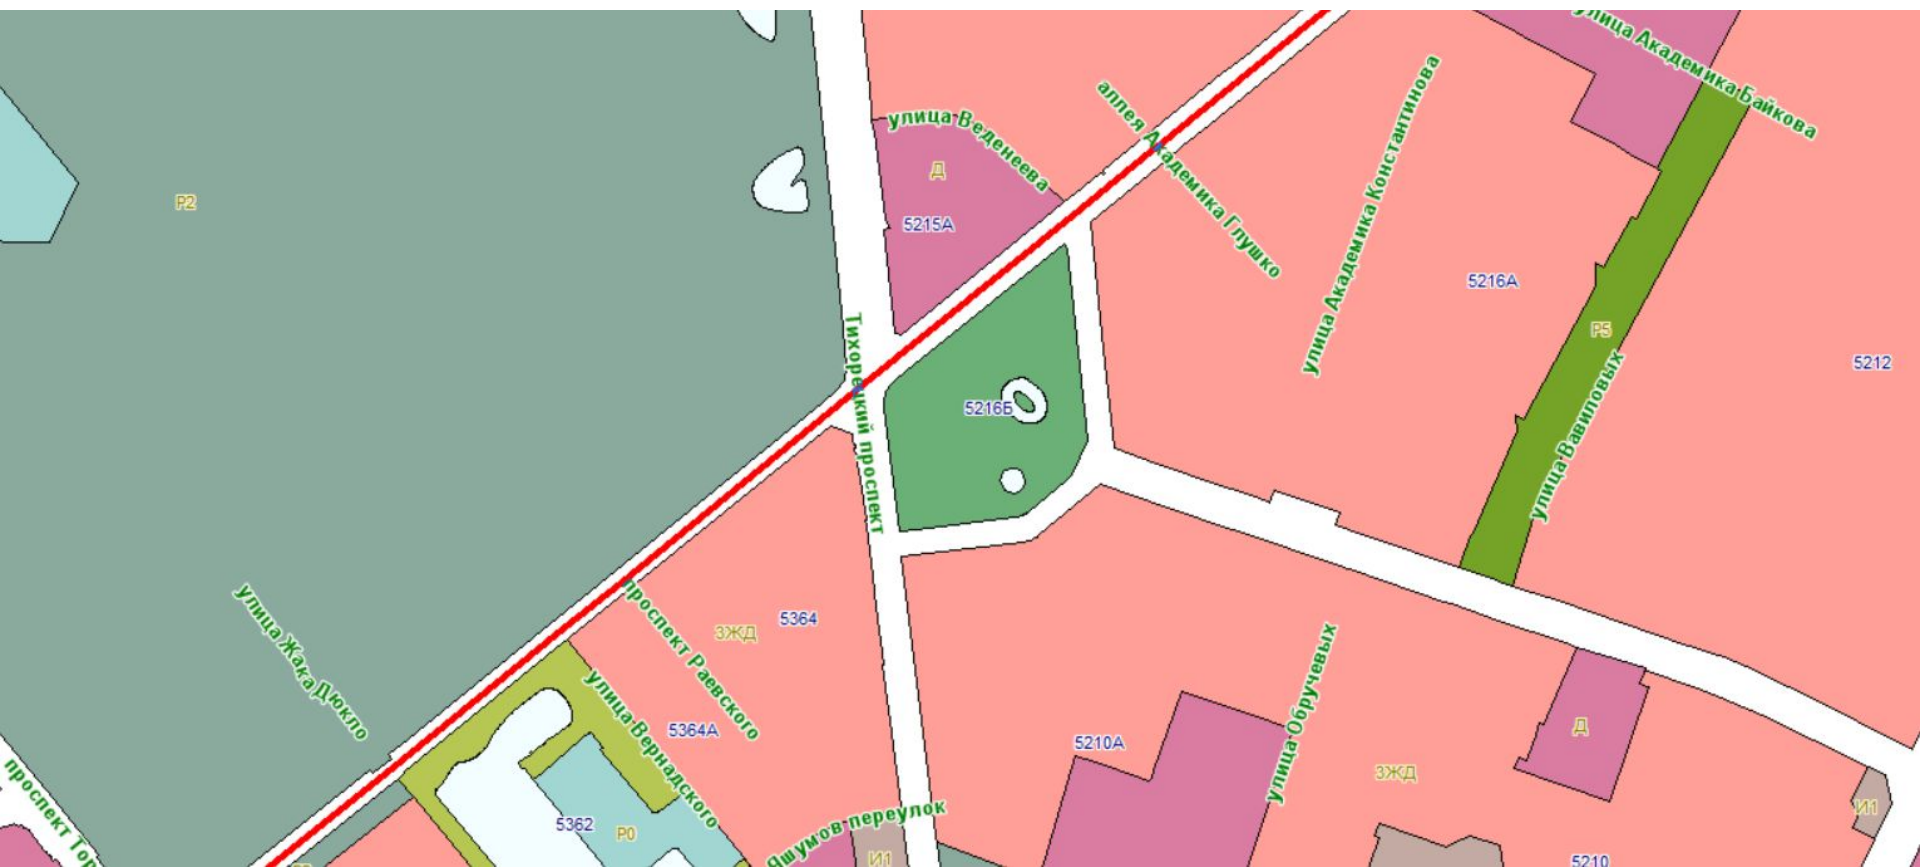 улица Академика Байкова
аллея Академика Глушко
улица Академика Константинова
улица Веденеева
Д
Р2
5215А
5216А
Р5
5212
Тихорецкий проспект
5216Б
улица Вавиловых
улица Жака Дюкло
проспект Раевского
5364
3ЖД
улица Вернадского
5364А
улица Обручевых
5210А
Д
3ЖД
проспект Тор
Яшумов переулок
5362
Р0
И1
И1
5210